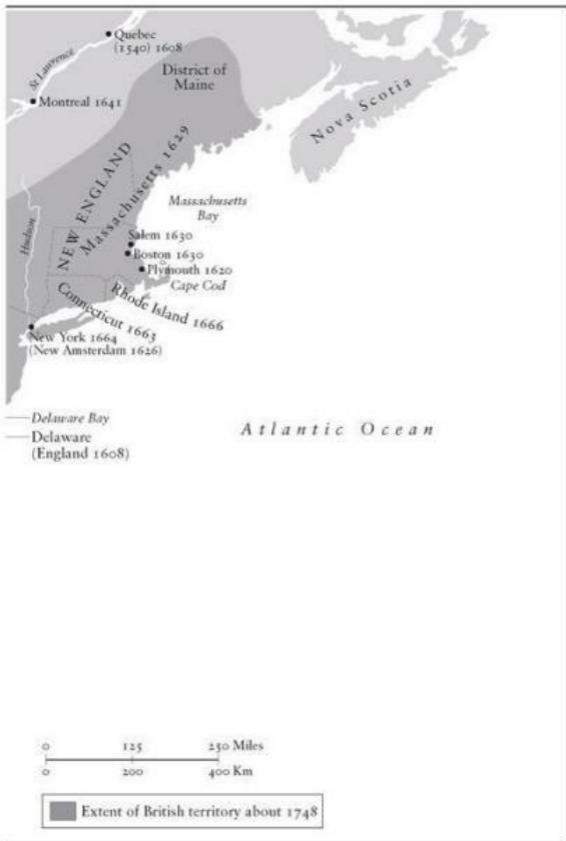 Quebec
(1540) 1608
St Laurence
District of
Maine
Montreal 1641
Nova Scotia
NEW ENGLAND
Massachusetts 1629
Massachusetts
Bay
Hudson
Salem 1630
Boston 1630
Plymouth 1620
Cape Cod
Connecticut 1663
Rhode Island 1666
New York 1664
(New Amsterdam 1626)
Delaware Bay
Delaware
(England 1608)
Atlantic Ocean
0 125 250 Miles
0 200 400 Km
Extent of British territory about 1748